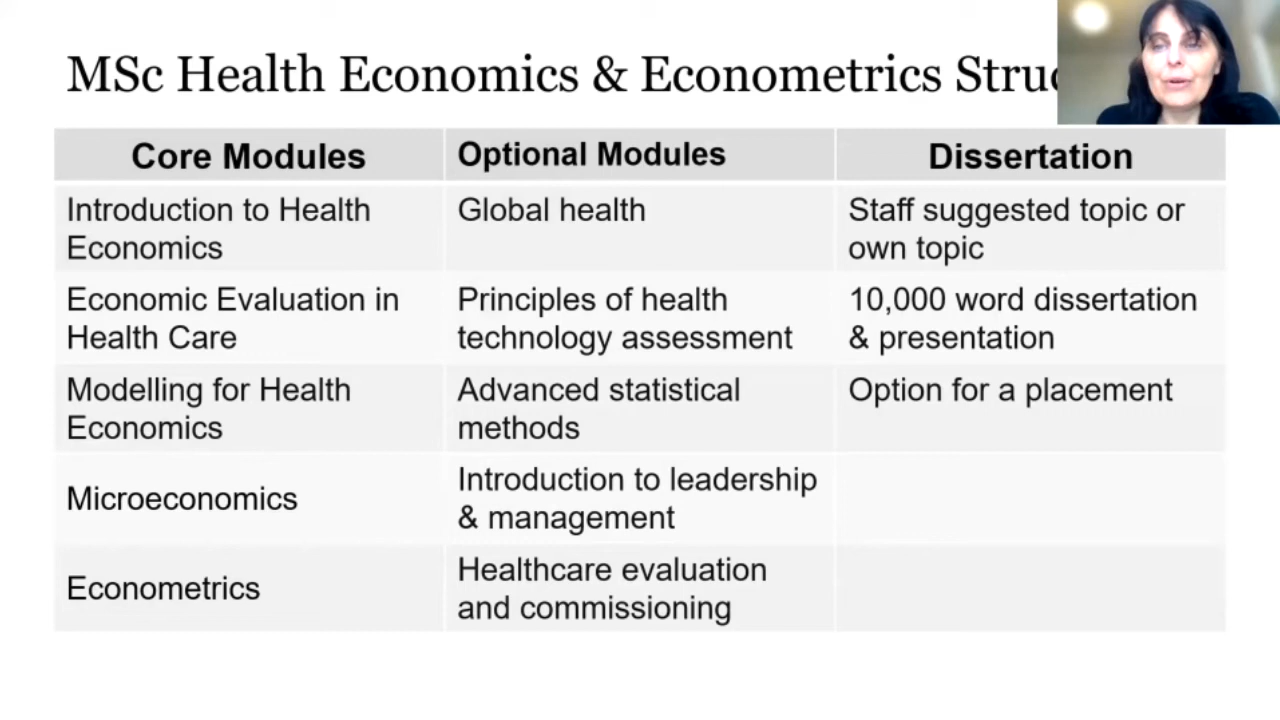 MSc Health Economics & Econometrics
Core Modules
Optional Modules
Dissertation
Introduction to Health
Economics
Global health
Staff suggested topic or
own topic
Economic Evaluation in
Health Care
Principles of health
technology assessment
10,000 word dissertation
& presentation
Modelling for Health
Economics
Advanced statistical
methods
Option for a placement
Microeconomics
Introduction to leadership
& management
Econometrics
Healthcare evaluation
and commissioning